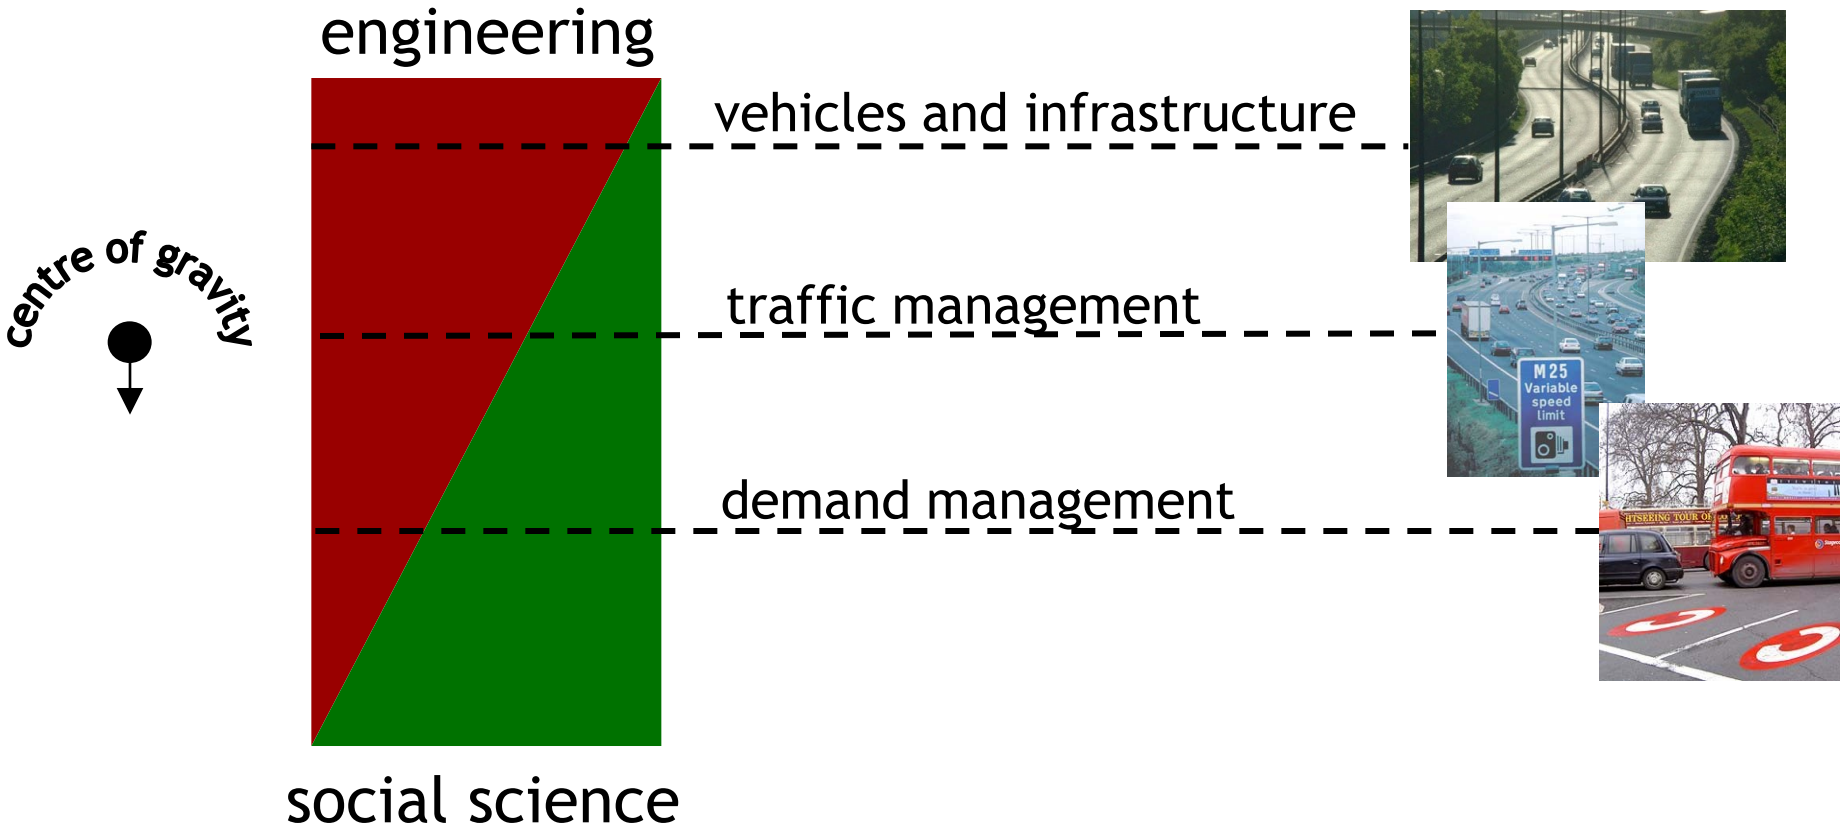 engineering
vehicles and infrastructure
centre of gravity
traffic management
M25
Variable
speed
limit
demand management
HTSEEING TOUR OF
social science